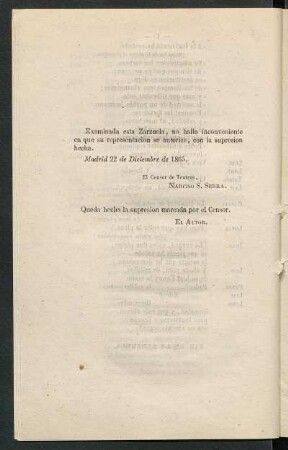 Examinada esta Zarzuela, no hallo inconveniente
en que su representacion se autorice, con la supresion
hecha.
Madrid 22 de Diciembre de 1865.
El Censor de Teatros,
NARCISO S. SERRA.
Queda hecha la supresion marcada por el Censor.
EL AUTOR.